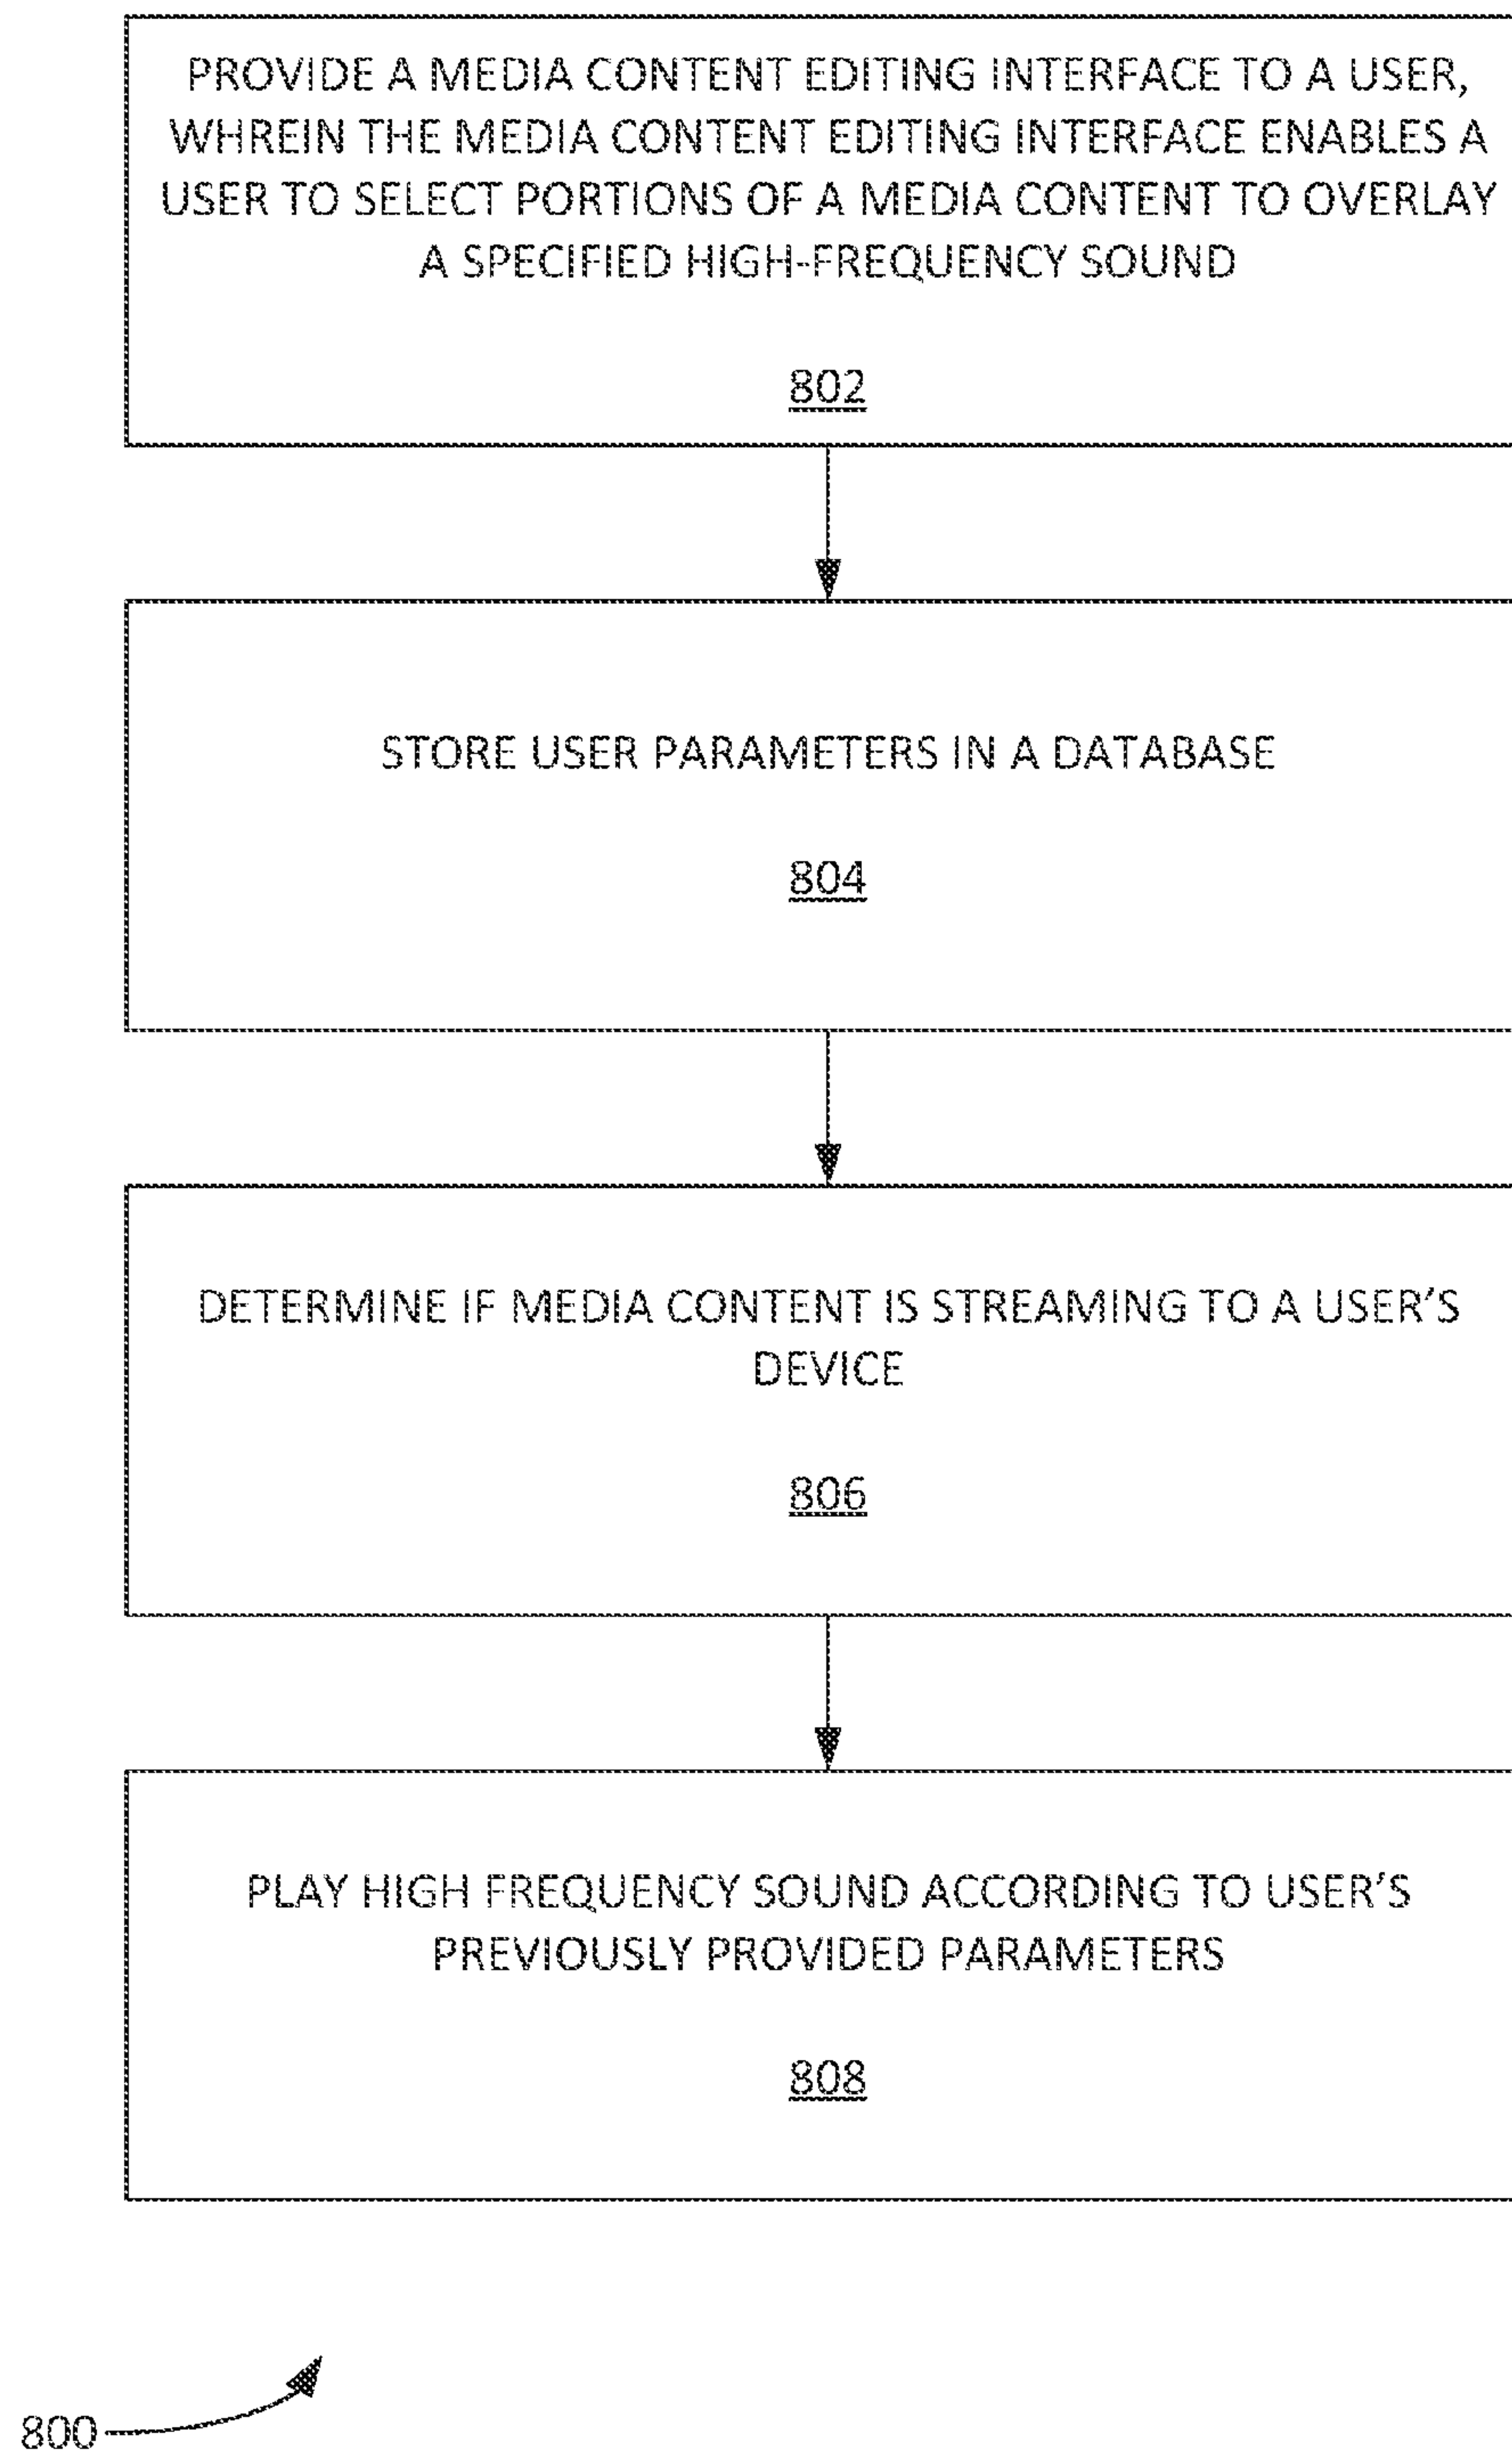 PROVIDE A MEDIA CONTENT EDITING INTERFACE TO A USER,
WHREIN THE MEDIA CONTENT EDITING INTERFACE ENABLES A
USER TO SELECT PORTIONS OF A MEDIA CONTENT TO OVERLAY
A SPECIFIED HIGH-FREQUENCY SOUND
802
STORE USER PARAMETERS IN A DATABASE
804
DETERMINE IF MEDIA CONTENT IS STREAMING TO A USER’S
DEVICE
806
PLAY HIGH FREQUENCY SOUND ACCORDING TO USER’S
PREVIOUSLY PROVIDED PARAMETERS
808
800